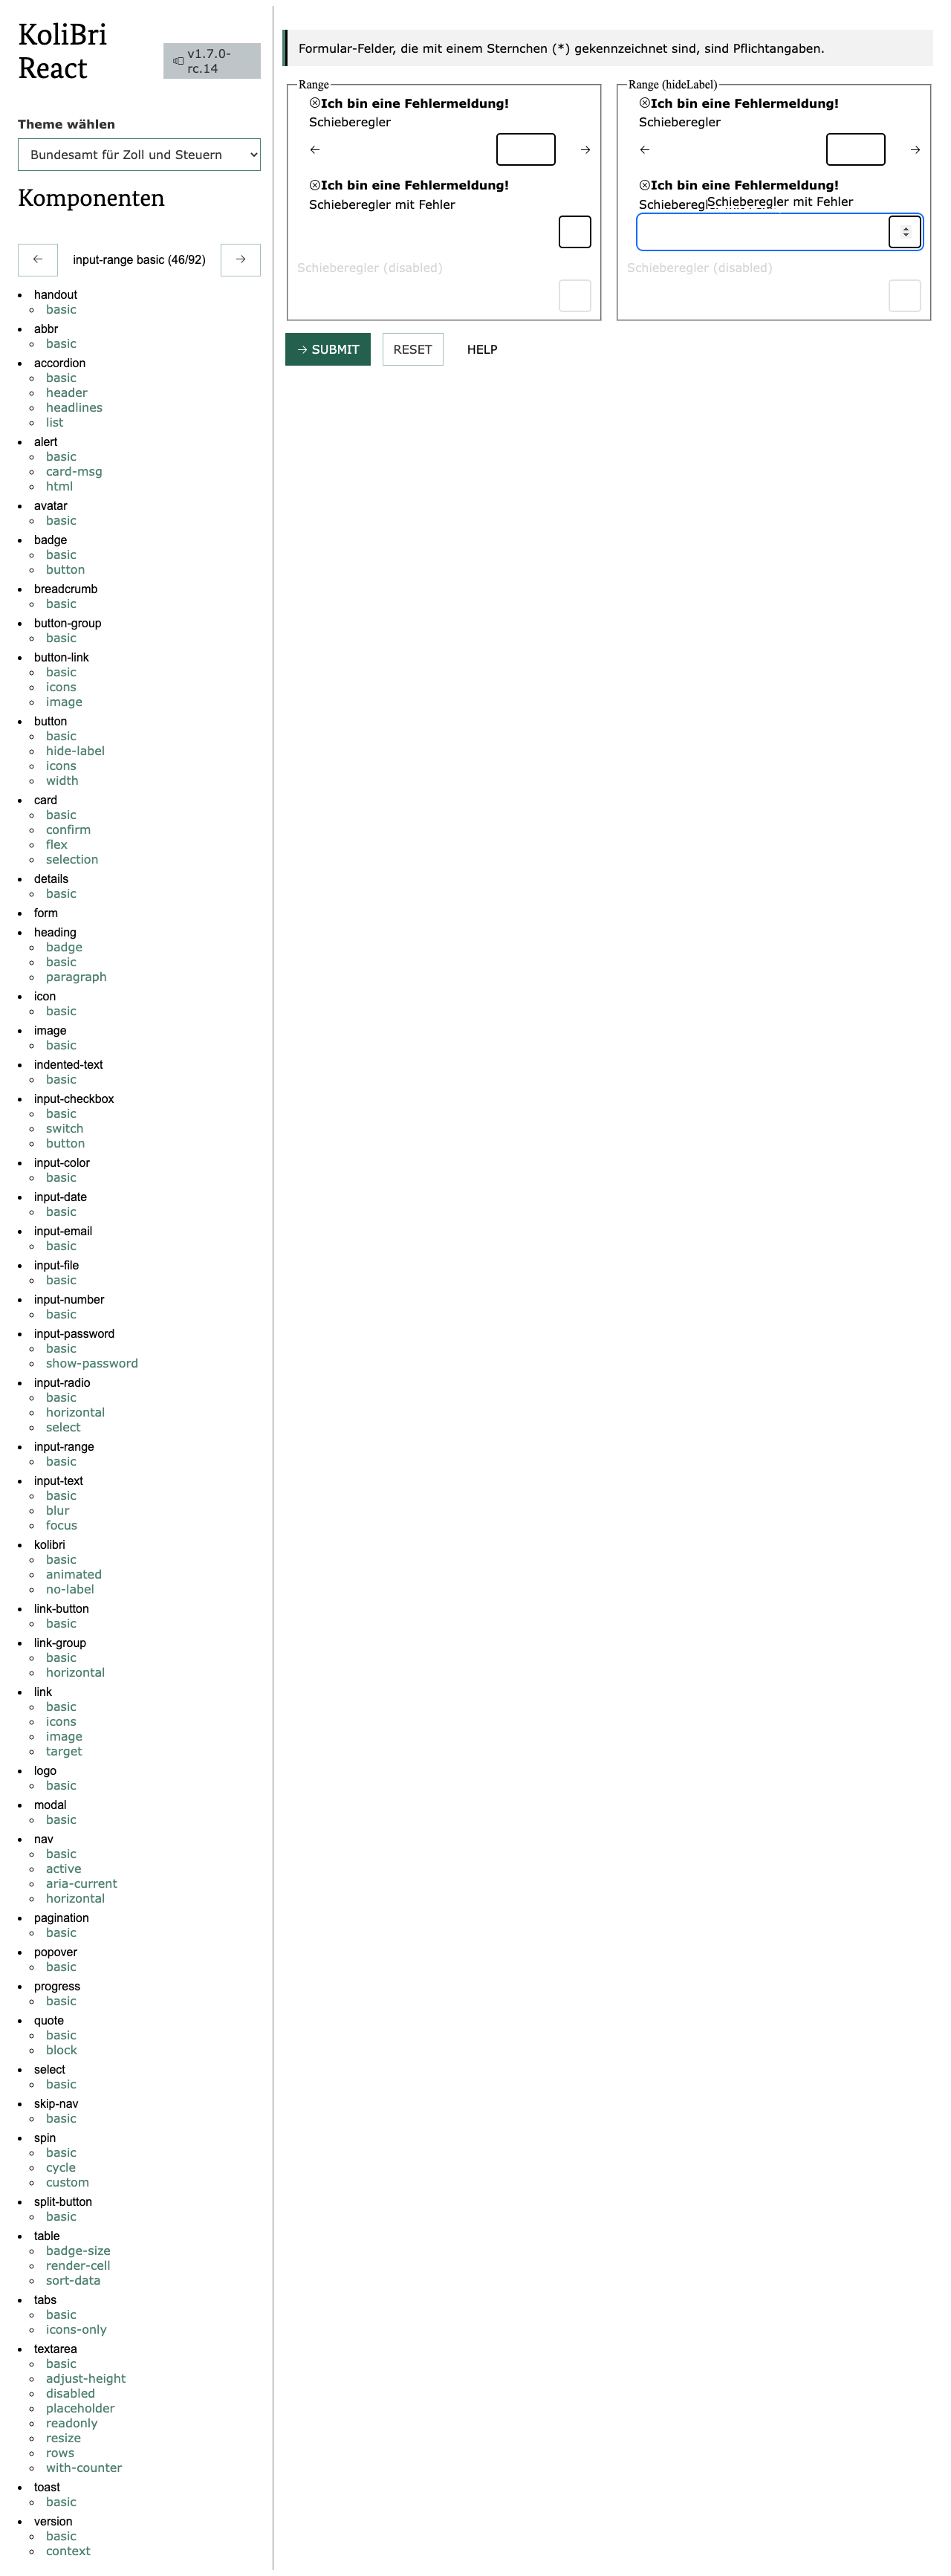 KoliBri
React
v1.7.0-
rc.14
Theme wählen
Bundesamt für Zoll und Steuern
Komponenten
← input-range basic (46/92) →
handout
basic
abbr
basic
accordion
basic
header
headlines
list
alert
basic
card-msg
html
avatar
basic
badge
basic
button
breadcrumb
basic
button-group
basic
button-link
basic
icons
image
button
basic
hide-label
icons
width
card
basic
confirm
flex
selection
details
basic
form
heading
badge
basic
paragraph
icon
basic
image
basic
indented-text
basic
input-checkbox
basic
switch
button
input-color
basic
input-date
basic
input-email
basic
input-file
basic
input-number
basic
input-password
basic
show-password
input-radio
basic
horizontal
select
input-range
basic
input-text
basic
blur
focus
kolibri
basic
animated
no-label
link-button
basic
link-group
basic
horizontal
link
basic
icons
image
target
logo
basic
modal
basic
nav
basic
active
aria-current
horizontal
pagination
basic
popover
basic
progress
basic
quote
basic
block
select
basic
skip-nav
basic
spin
basic
cycle
custom
split-button
basic
table
badge-size
render-cell
sort-data
tabs
basic
icons-only
textarea
basic
adjust-height
disabled
placeholder
readonly
resize
rows
with-counter
toast
basic
version
basic
context
Formular-Felder, die mit einem Sternchen (*) gekennzeichnet sind, sind Pflichtangaben.
Range
Ich bin eine Fehlermeldung!
Schieberegler
← →
Ich bin eine Fehlermeldung!
Schieberegler mit Fehler
Schieberegler (disabled)
Range (hideLabel)
Ich bin eine Fehlermeldung!
Schieberegler
← →
Ich bin eine Fehlermeldung!
Schieberegler mit Fehler
Schieberegler (disabled)
→ SUBMIT
RESET
HELP